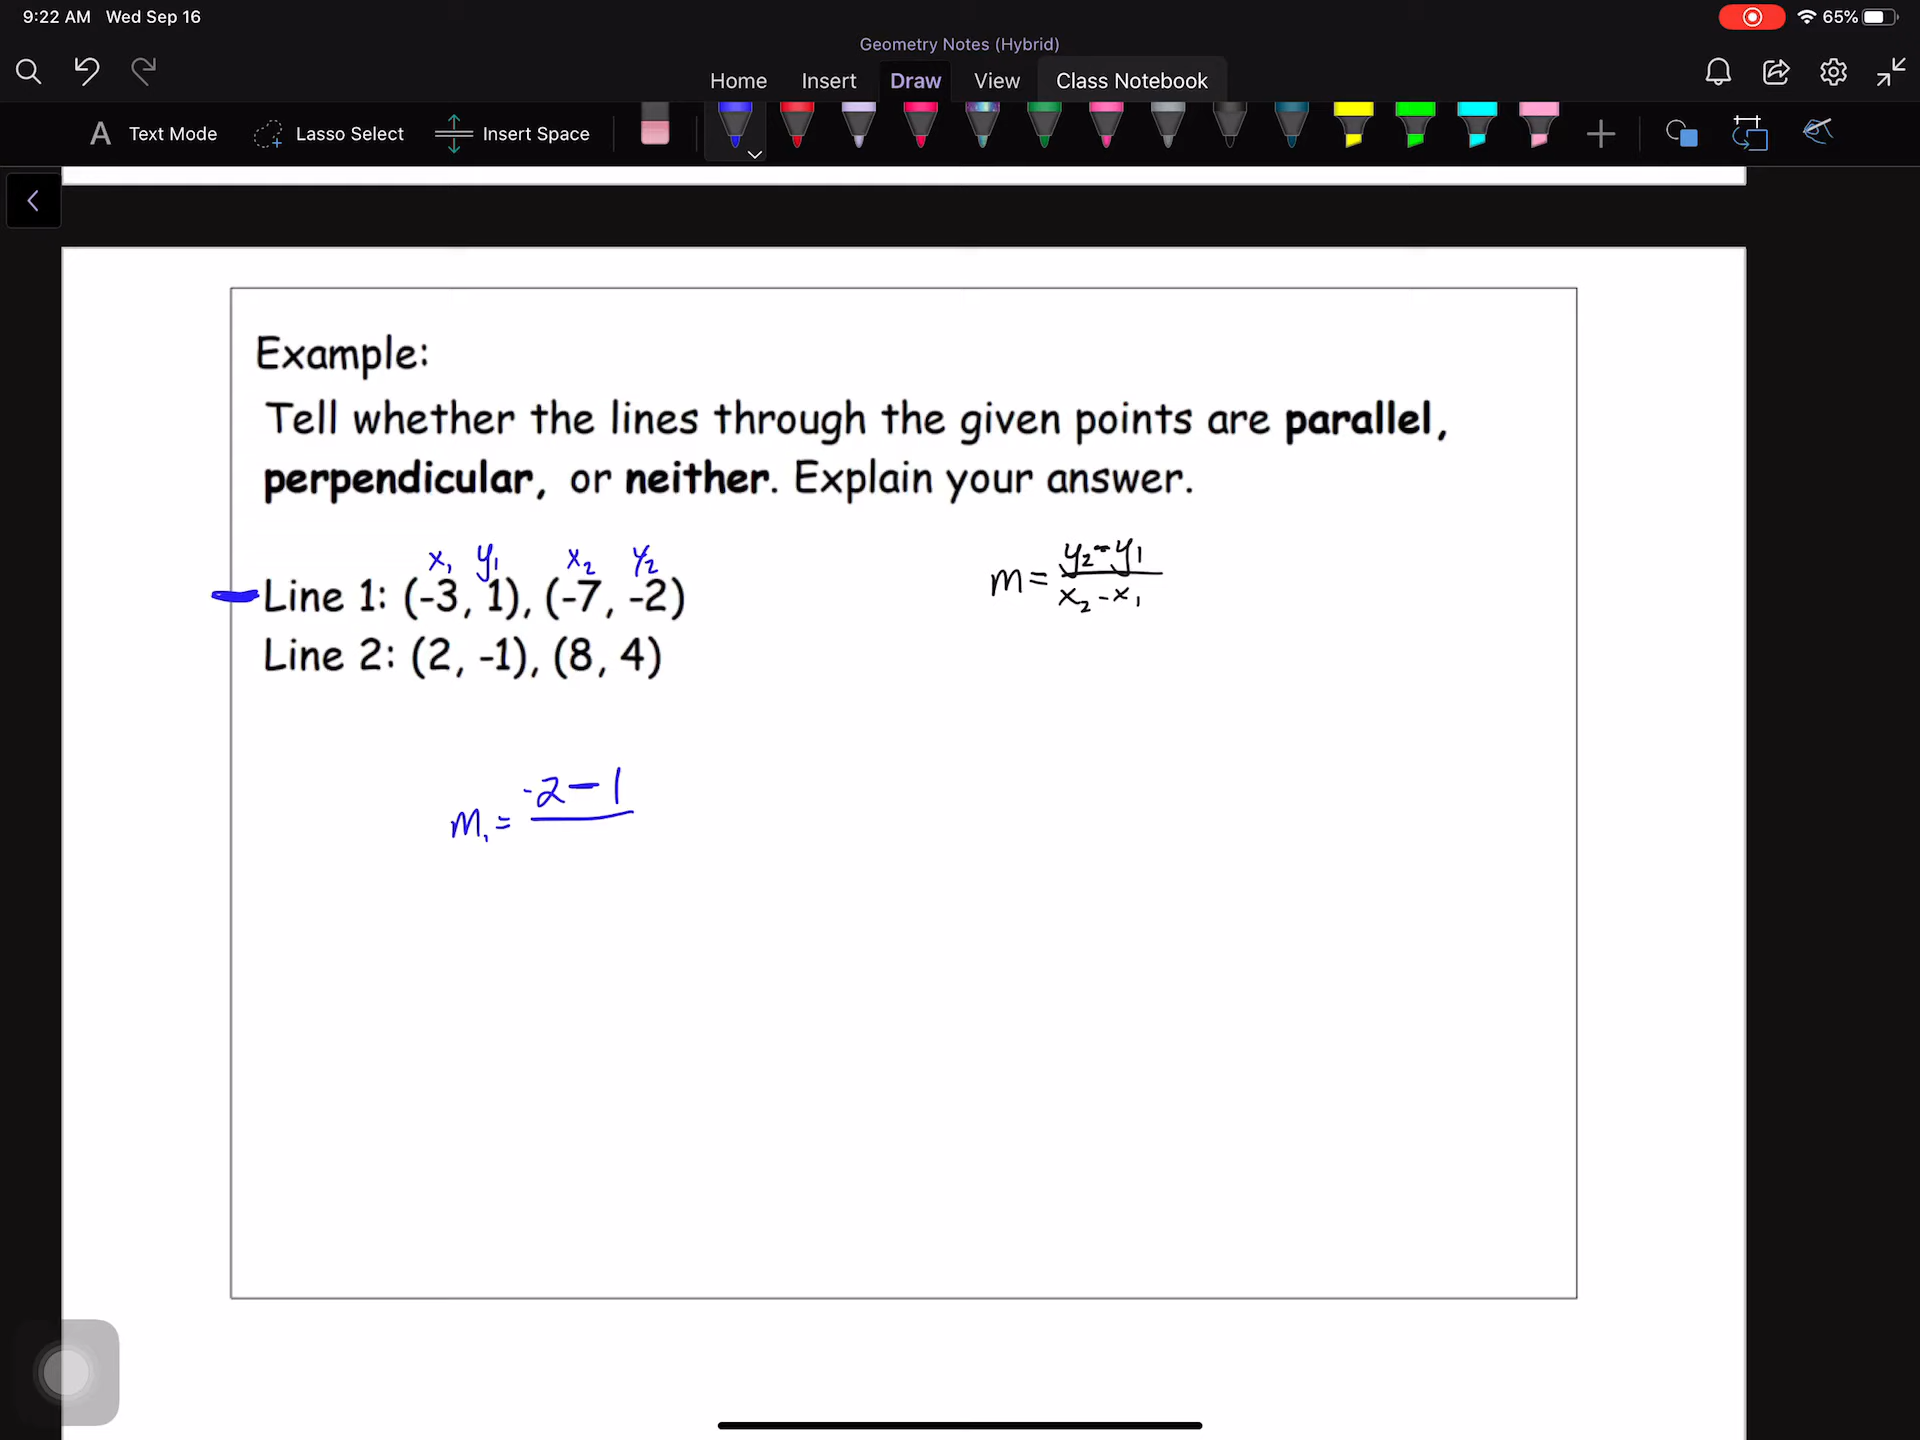 9:22 AM Wed Sep 16
65%
Geometry Notes (Hybrid)
Home Insert Draw View Class Notebook
A Text Mode Lasso Select Insert Space
Example:
Tell whether the lines through the given points are parallel,
perpendicular, or neither. Explain your answer.
x₁ y₁ x₂ y₂
Line 1: (-3, 1), (-7, -2)
Line 2: (2, -1), (8, 4)
m = y₂-y₁
x₂-x₁
-2-1
m₁ =